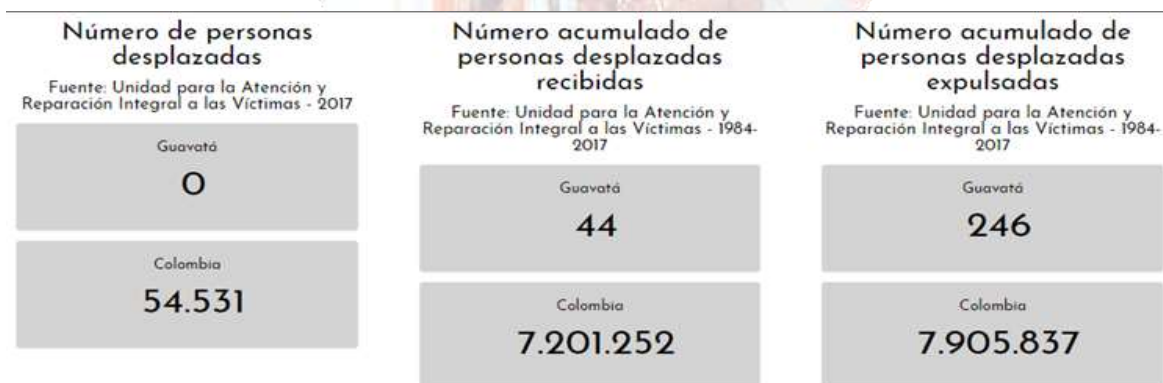 Número de personas
desplazadas
Fuente: Unidad para la Atención y
Reparación Integral a las Víctimas - 2017
Guavatá
0
Colombia
54.531
Número acumulado de
personas desplazadas
recibidas
Fuente: Unidad para la Atención y
Reparación Integral a las Víctimas - 1984-
2017
Guavatá
44
Colombia
7.201.252
Número acumulado de
personas desplazadas
expulsadas
Fuente: Unidad para la Atención y
Reparación Integral a las Víctimas - 1984-
2017
Guavatá
246
Colombia
7.905.837